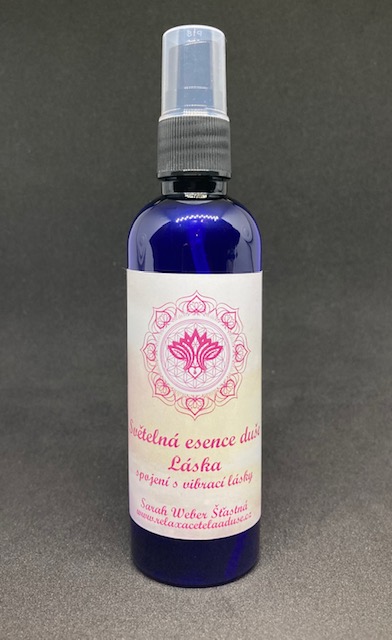 Světelná esence duše
Láska
spojení s vibrací lásky
Sarah Weber Šťastná
www.relaxacetelaaduse.cz